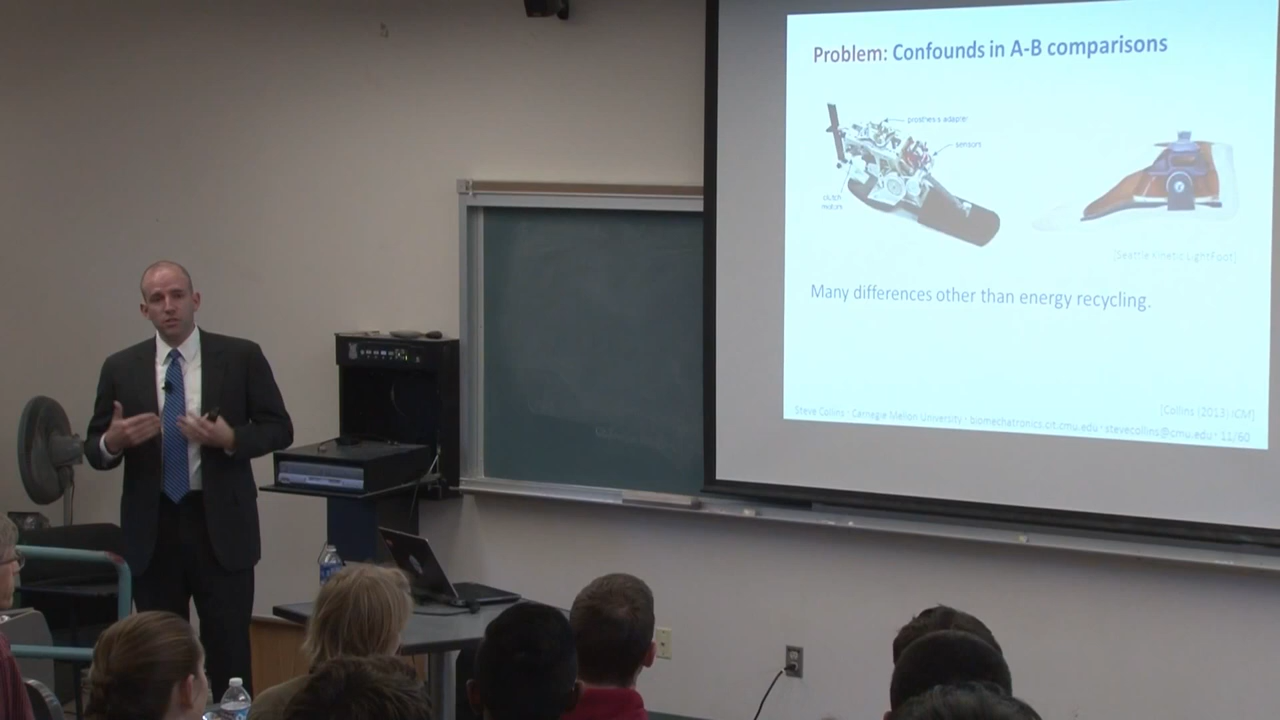 Problem: Confounds in A-B comparisons
prosthesis adapter
sensors
clutch
motors
[Seattle Kinetic LightFoot]
Many differences other than energy recycling.
[Collins (2013) ICM]
Steve Collins · Carnegie Mellon University · biomechatronics.cit.cmu.edu · stevecollins@cmu.edu · 11/60